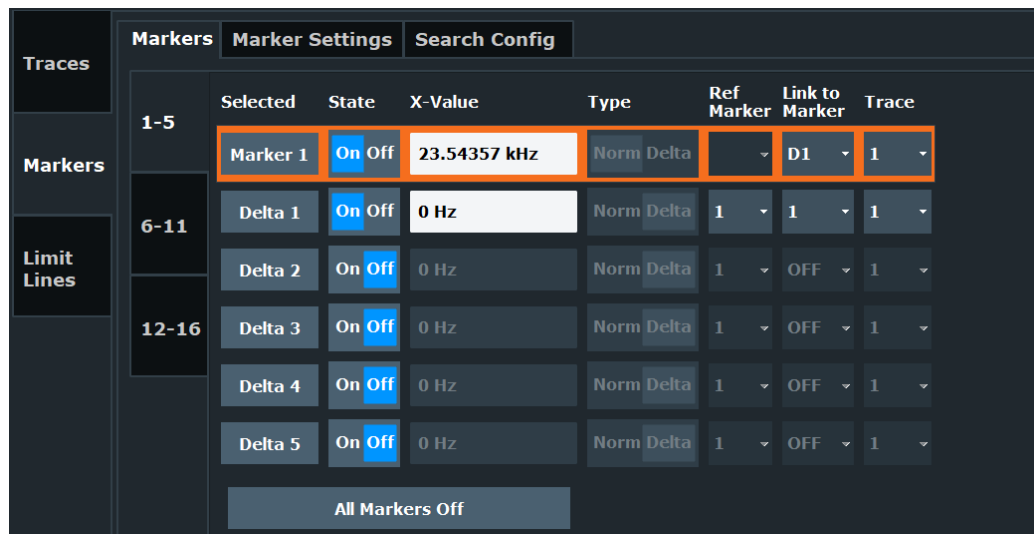 Traces
Markers
Limit
Lines
Markers Marker Settings Search Config
1-5
6-11
12-16
Selected State X-Value Type Ref Marker Link to Marker Trace
Marker 1 On Off 23.54357 kHz Norm Delta D1 1
Delta 1 On Off 0 Hz Norm Delta 1 1 1
Delta 2 On Off 0 Hz Norm Delta 1 OFF 1
Delta 3 On Off 0 Hz Norm Delta 1 OFF 1
Delta 4 On Off 0 Hz Norm Delta 1 OFF 1
Delta 5 On Off 0 Hz Norm Delta 1 OFF 1
All Markers Off